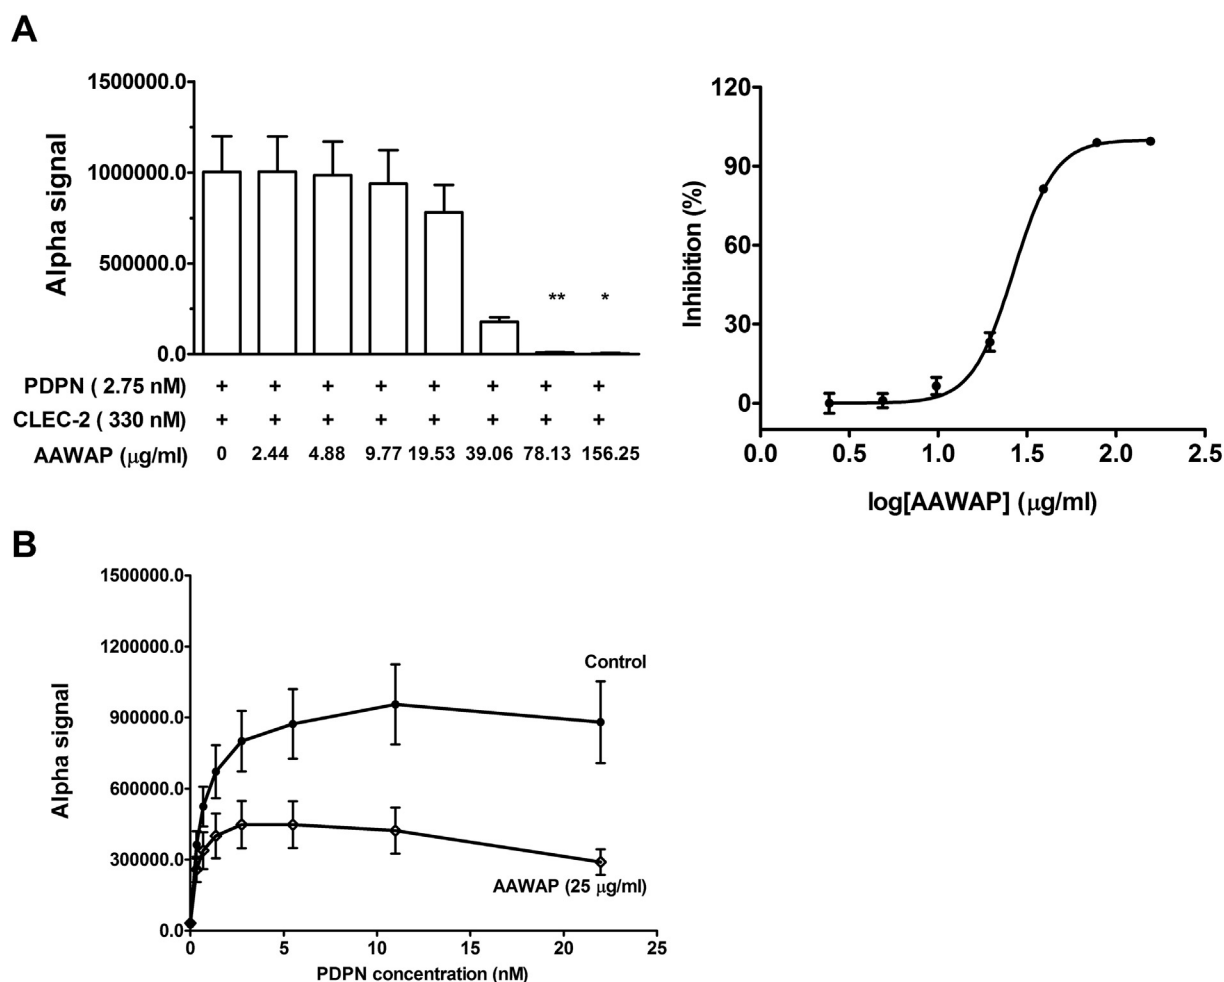 A
1500000.0
1000000.0
500000.0
0.0
Alpha signal
** *
PDPN ( 2.75 nM) + + + + + + + +
CLEC-2 ( 330 nM) + + + + + + + +
AAWAP (μg/ml) 0 2.44 4.88 9.77 19.53 39.06 78.13 156.25
120
90
60
30
0
Inhibition (%)
0.0 0.5 1.0 1.5 2.0 2.5
log[AAWAP] (μg/ml)
B
1500000.0
1200000.0
900000.0
600000.0
300000.0
0.0
Alpha signal
Control
AAWAP (25 μg/ml)
0 5 10 15 20 25
PDPN concentration (nM)